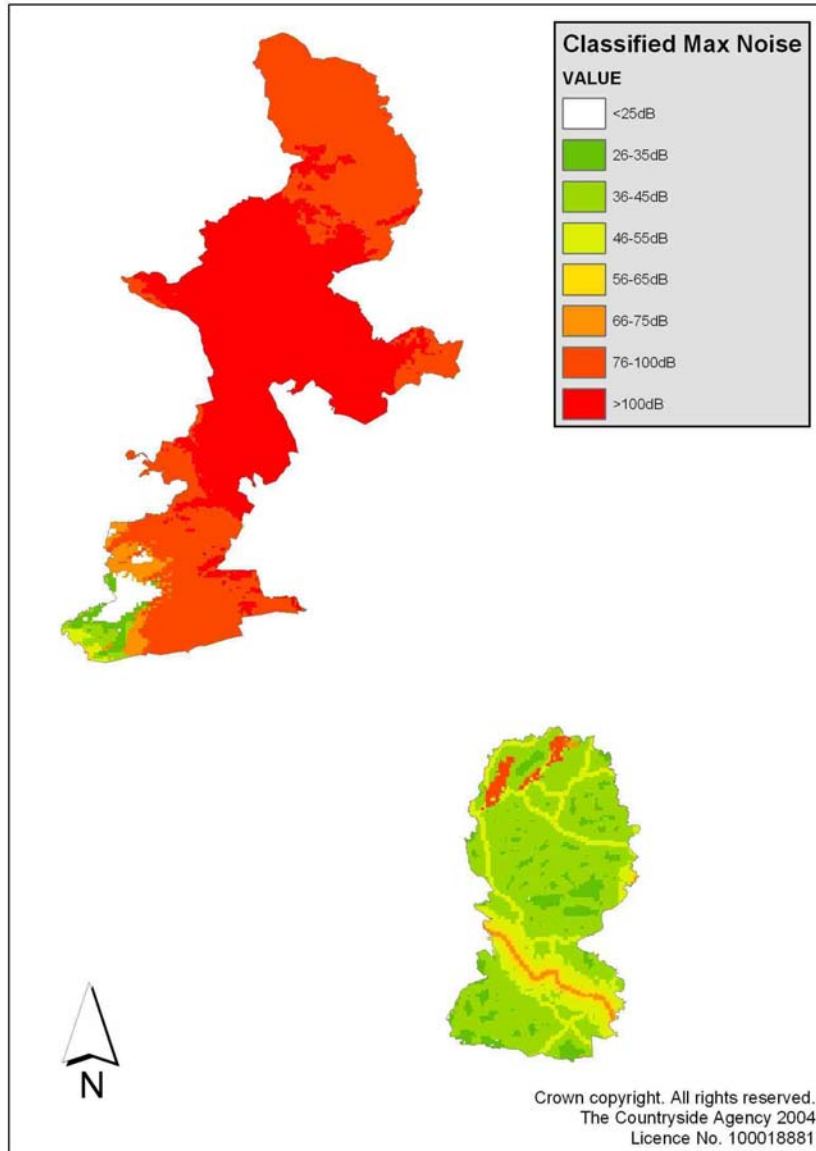 Classified Max Noise
VALUE
<25dB
26-35dB
36-45dB
46-55dB
56-65dB
66-75dB
76-100dB
>100dB
N
Crown copyright. All rights reserved.
The Countryside Agency 2004
Licence No. 100018881